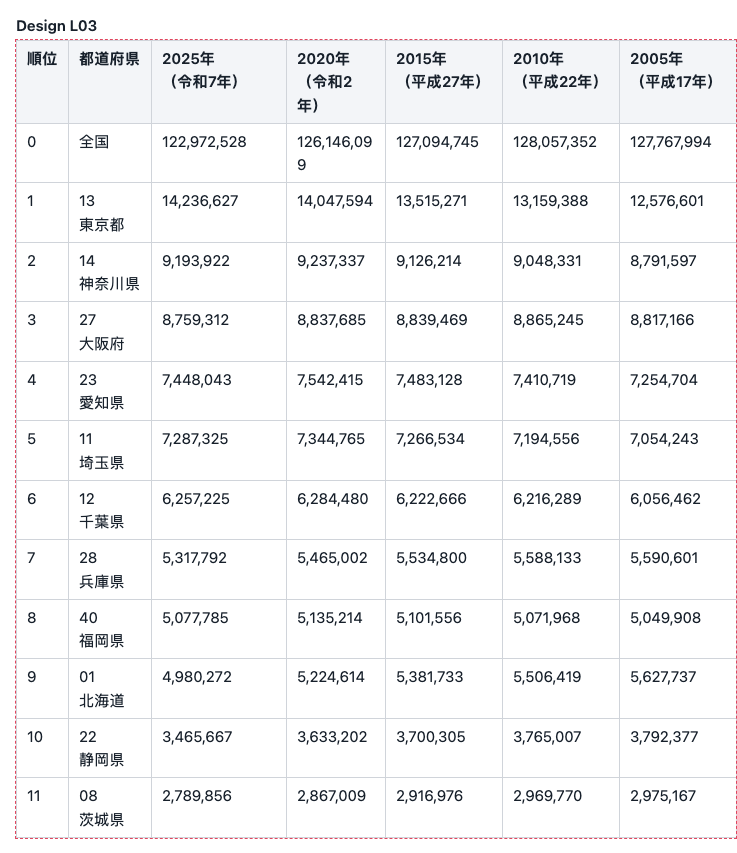 Design L03
順位 都道府県 2025年 2020年 2015年 2010年 2005年
（令和7年） （令和2 （平成27年） （平成22年） （平成17年）
年）
0 全国 122,972,528 126,146,09 127,094,745 128,057,352 127,767,994
9
1 13 14,236,627 14,047,594 13,515,271 13,159,388 12,576,601
東京都
2 14 9,193,922 9,237,337 9,126,214 9,048,331 8,791,597
神奈川県
3 27 8,759,312 8,837,685 8,839,469 8,865,245 8,817,166
大阪府
4 23 7,448,043 7,542,415 7,483,128 7,410,719 7,254,704
愛知県
5 11 7,287,325 7,344,765 7,266,534 7,194,556 7,054,243
埼玉県
6 12 6,257,225 6,284,480 6,222,666 6,216,289 6,056,462
千葉県
7 28 5,317,792 5,465,002 5,534,800 5,588,133 5,590,601
兵庫県
8 40 5,077,785 5,135,214 5,101,556 5,071,968 5,049,908
福岡県
9 01 4,980,272 5,224,614 5,381,733 5,506,419 5,627,737
北海道
10 22 3,465,667 3,633,202 3,700,305 3,765,007 3,792,377
静岡県
11 08 2,789,856 2,867,009 2,916,976 2,969,770 2,975,167
茨城県